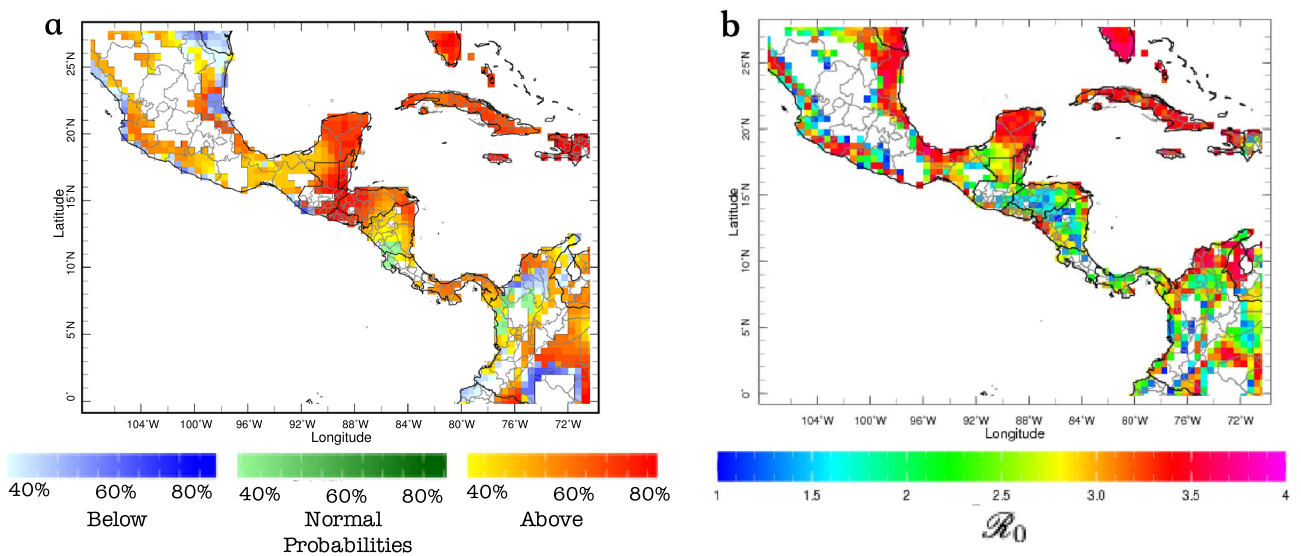 a
25°N
20°N
15°N
10°N
5°N
0°
Latitude
104°W 100°W 96°W 92°W 88°W 84°W 80°W 76°W 72°W
Longitude
40% 60% 80%
Below
40% 60% 80%
Normal
40% 60% 80%
Above
Probabilities
b
25°N
20°N
15°N
10°N
5°N
0°
Latitude
104°W 100°W 96°W 92°W 88°W 84°W 80°W 76°W 72°W
Longitude
1 1.5 2 2.5 3.0 3.5 4
ℛ0